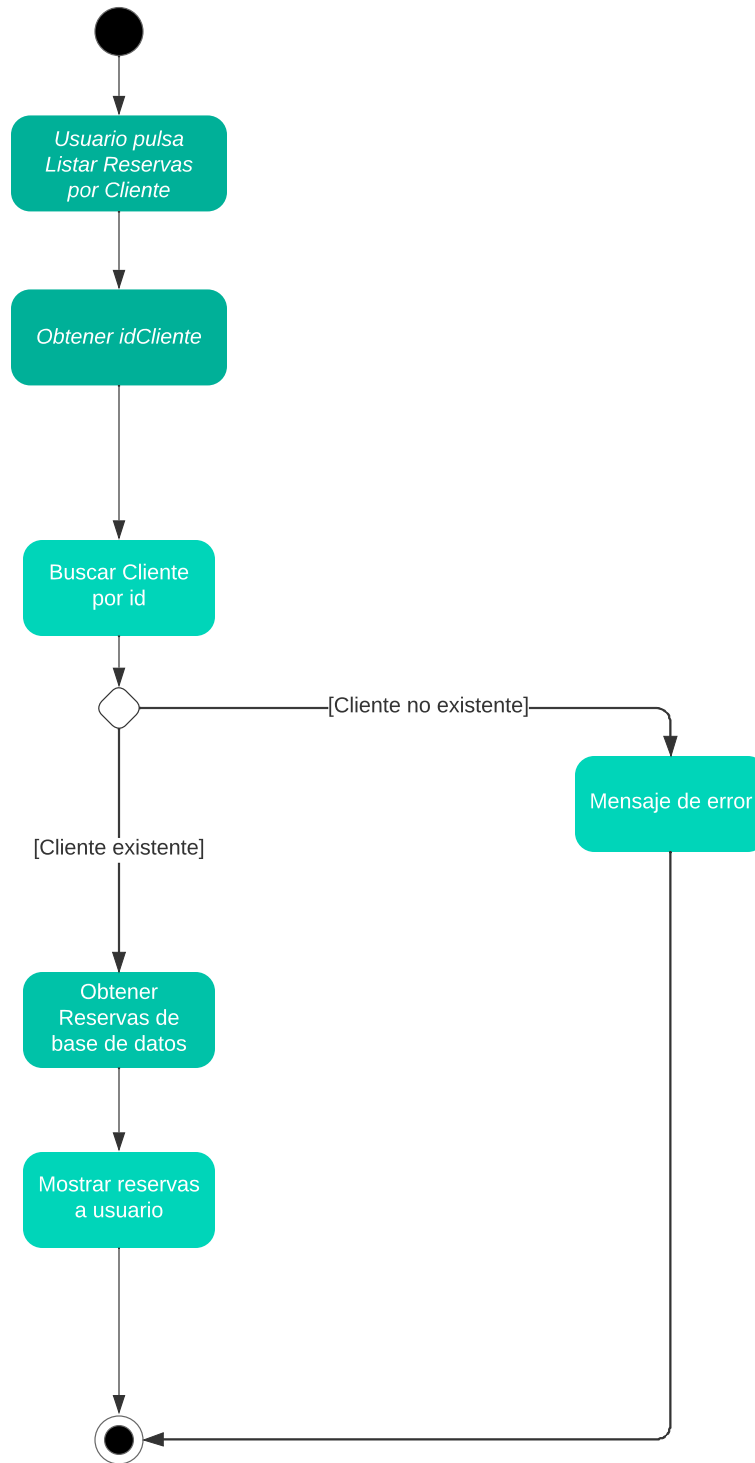 Usuario pulsa
Listar Reservas
por Cliente
Obtener idCliente
Buscar Cliente
por id
[Cliente no existente]
Mensaje de error
[Cliente existente]
Obtener
Reservas de
base de datos
Mostrar reservas
a usuario